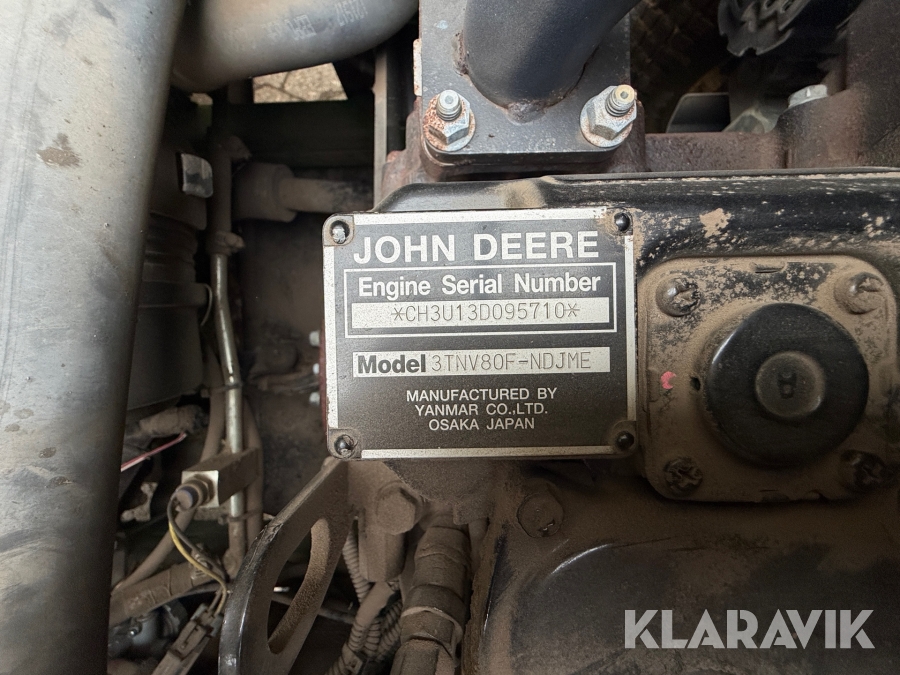 JOHN DEERE
Engine Serial Number
*CH3U13D095710*
Model 3TNV80F-NDJME
MANUFACTURED BY
YANMAR CO.,LTD.
OSAKA JAPAN
KLARAVIK